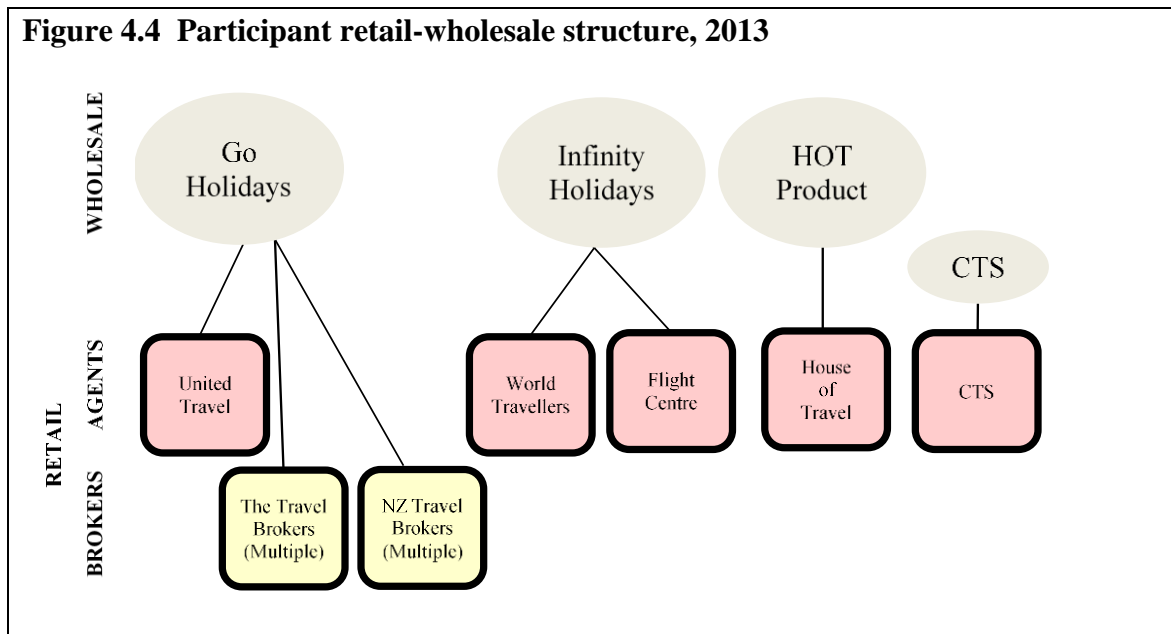 Figure 4.4 Participant retail-wholesale structure, 2013
WHOLESALE
Go
Holidays
Infinity
Holidays
HOT
Product
CTS
RETAIL
AGENTS
United
Travel
World
Travellers
Flight
Centre
House
of
Travel
CTS
BROKERS
The Travel
Brokers
(Multiple)
NZ Travel
Brokers
(Multiple)